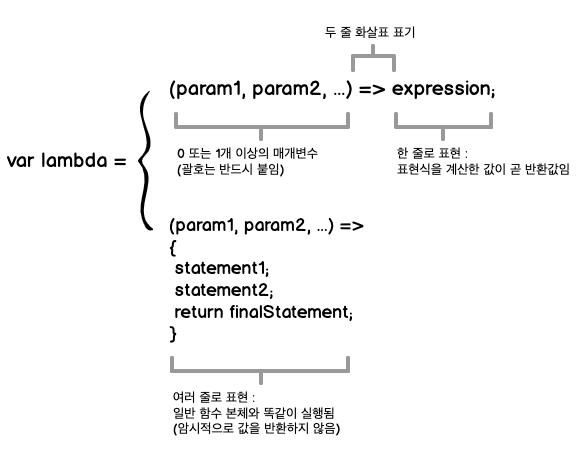 두 줄 화살표 표기
(param1, param2, ...) => expression;
0 또는 1개 이상의 매개변수
(괄호는 반드시 붙임)
한 줄로 표현 :
표현식을 계산한 값이 곧 반환값임
var lambda =
(param1, param2, ...) =>
{
statement1;
statement2;
return finalStatement;
}
여러 줄로 표현 :
일반 함수 본체와 똑같이 실행됨
(암시적으로 값을 반환하지 않음)